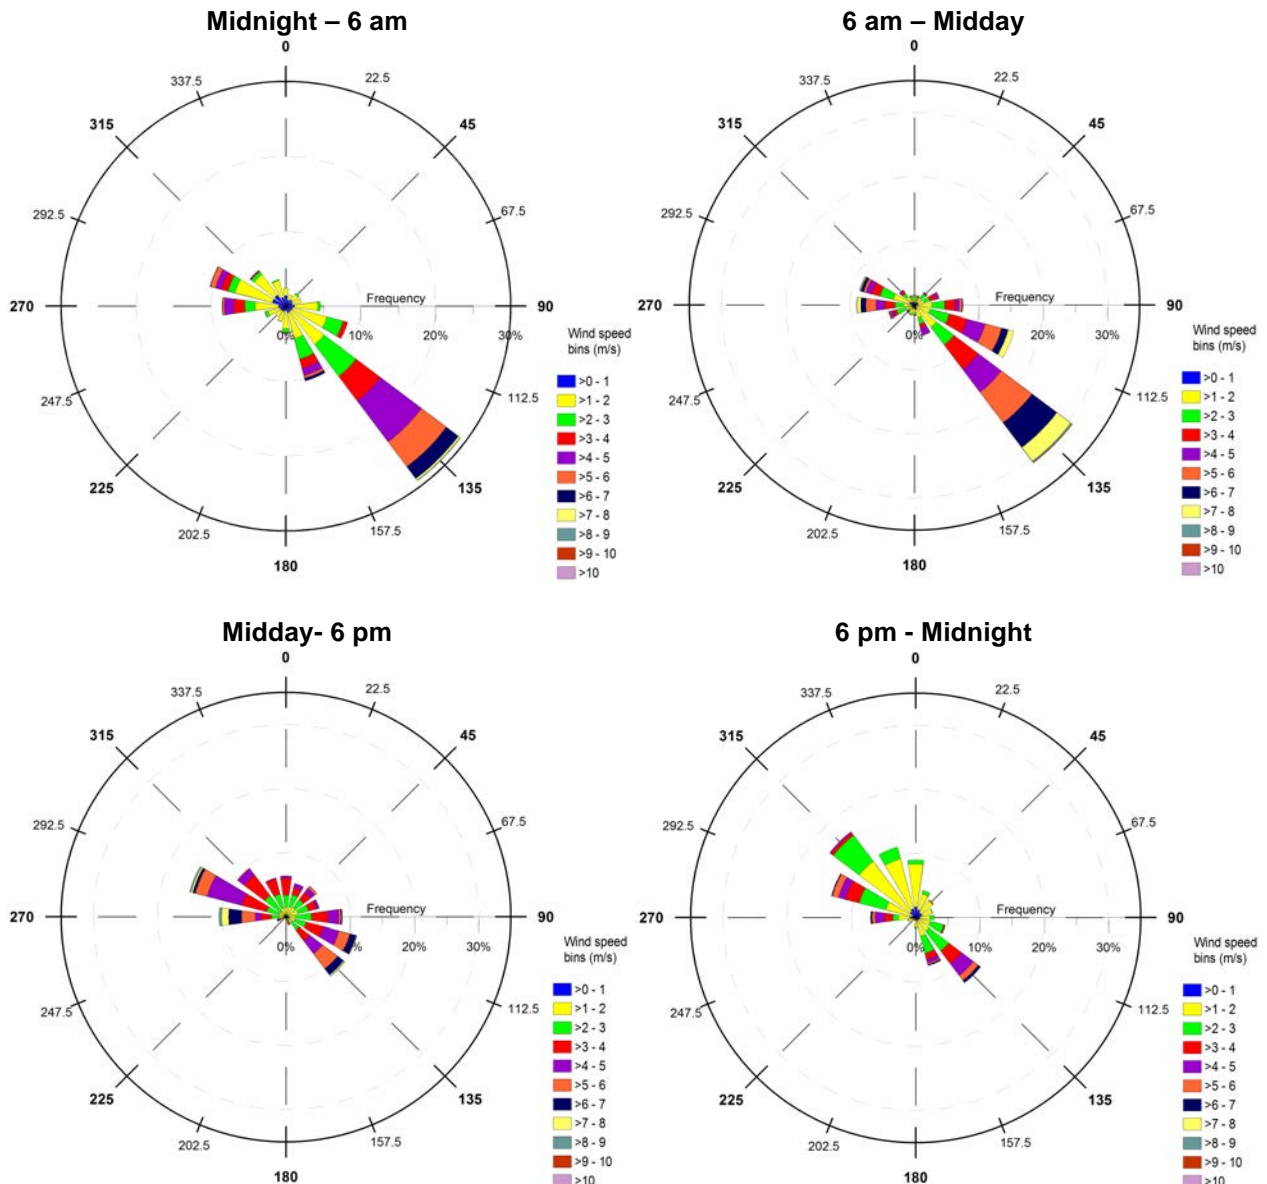 Midnight – 6 am
0
22.5
45
67.5
90
112.5
135
157.5
180
202.5
225
247.5
270
292.5
315
337.5
Frequency
0%
10%
20%
30%
Wind speed
bins (m/s)
>0 - 1
>1 - 2
>2 - 3
>3 - 4
>4 - 5
>5 - 6
>6 - 7
>7 - 8
>8 - 9
>9 - 10
>10
6 am – Midday
0
22.5
45
67.5
90
112.5
135
157.5
180
202.5
225
247.5
270
292.5
315
337.5
Frequency
0%
10%
20%
30%
Wind speed
bins (m/s)
>0 - 1
>1 - 2
>2 - 3
>3 - 4
>4 - 5
>5 - 6
>6 - 7
>7 - 8
>8 - 9
>9 - 10
>10
Midday- 6 pm
0
22.5
45
67.5
90
112.5
135
157.5
180
202.5
225
247.5
270
292.5
315
337.5
Frequency
0%
10%
20%
30%
Wind speed
bins (m/s)
>0 - 1
>1 - 2
>2 - 3
>3 - 4
>4 - 5
>5 - 6
>6 - 7
>7 - 8
>8 - 9
>9 - 10
>10
6 pm - Midnight
0
22.5
45
67.5
90
112.5
135
157.5
180
202.5
225
247.5
270
292.5
315
337.5
Frequency
0%
10%
20%
30%
Wind speed
bins (m/s)
>0 - 1
>1 - 2
>2 - 3
>3 - 4
>4 - 5
>5 - 6
>6 - 7
>7 - 8
>8 - 9
>9 - 10
>10